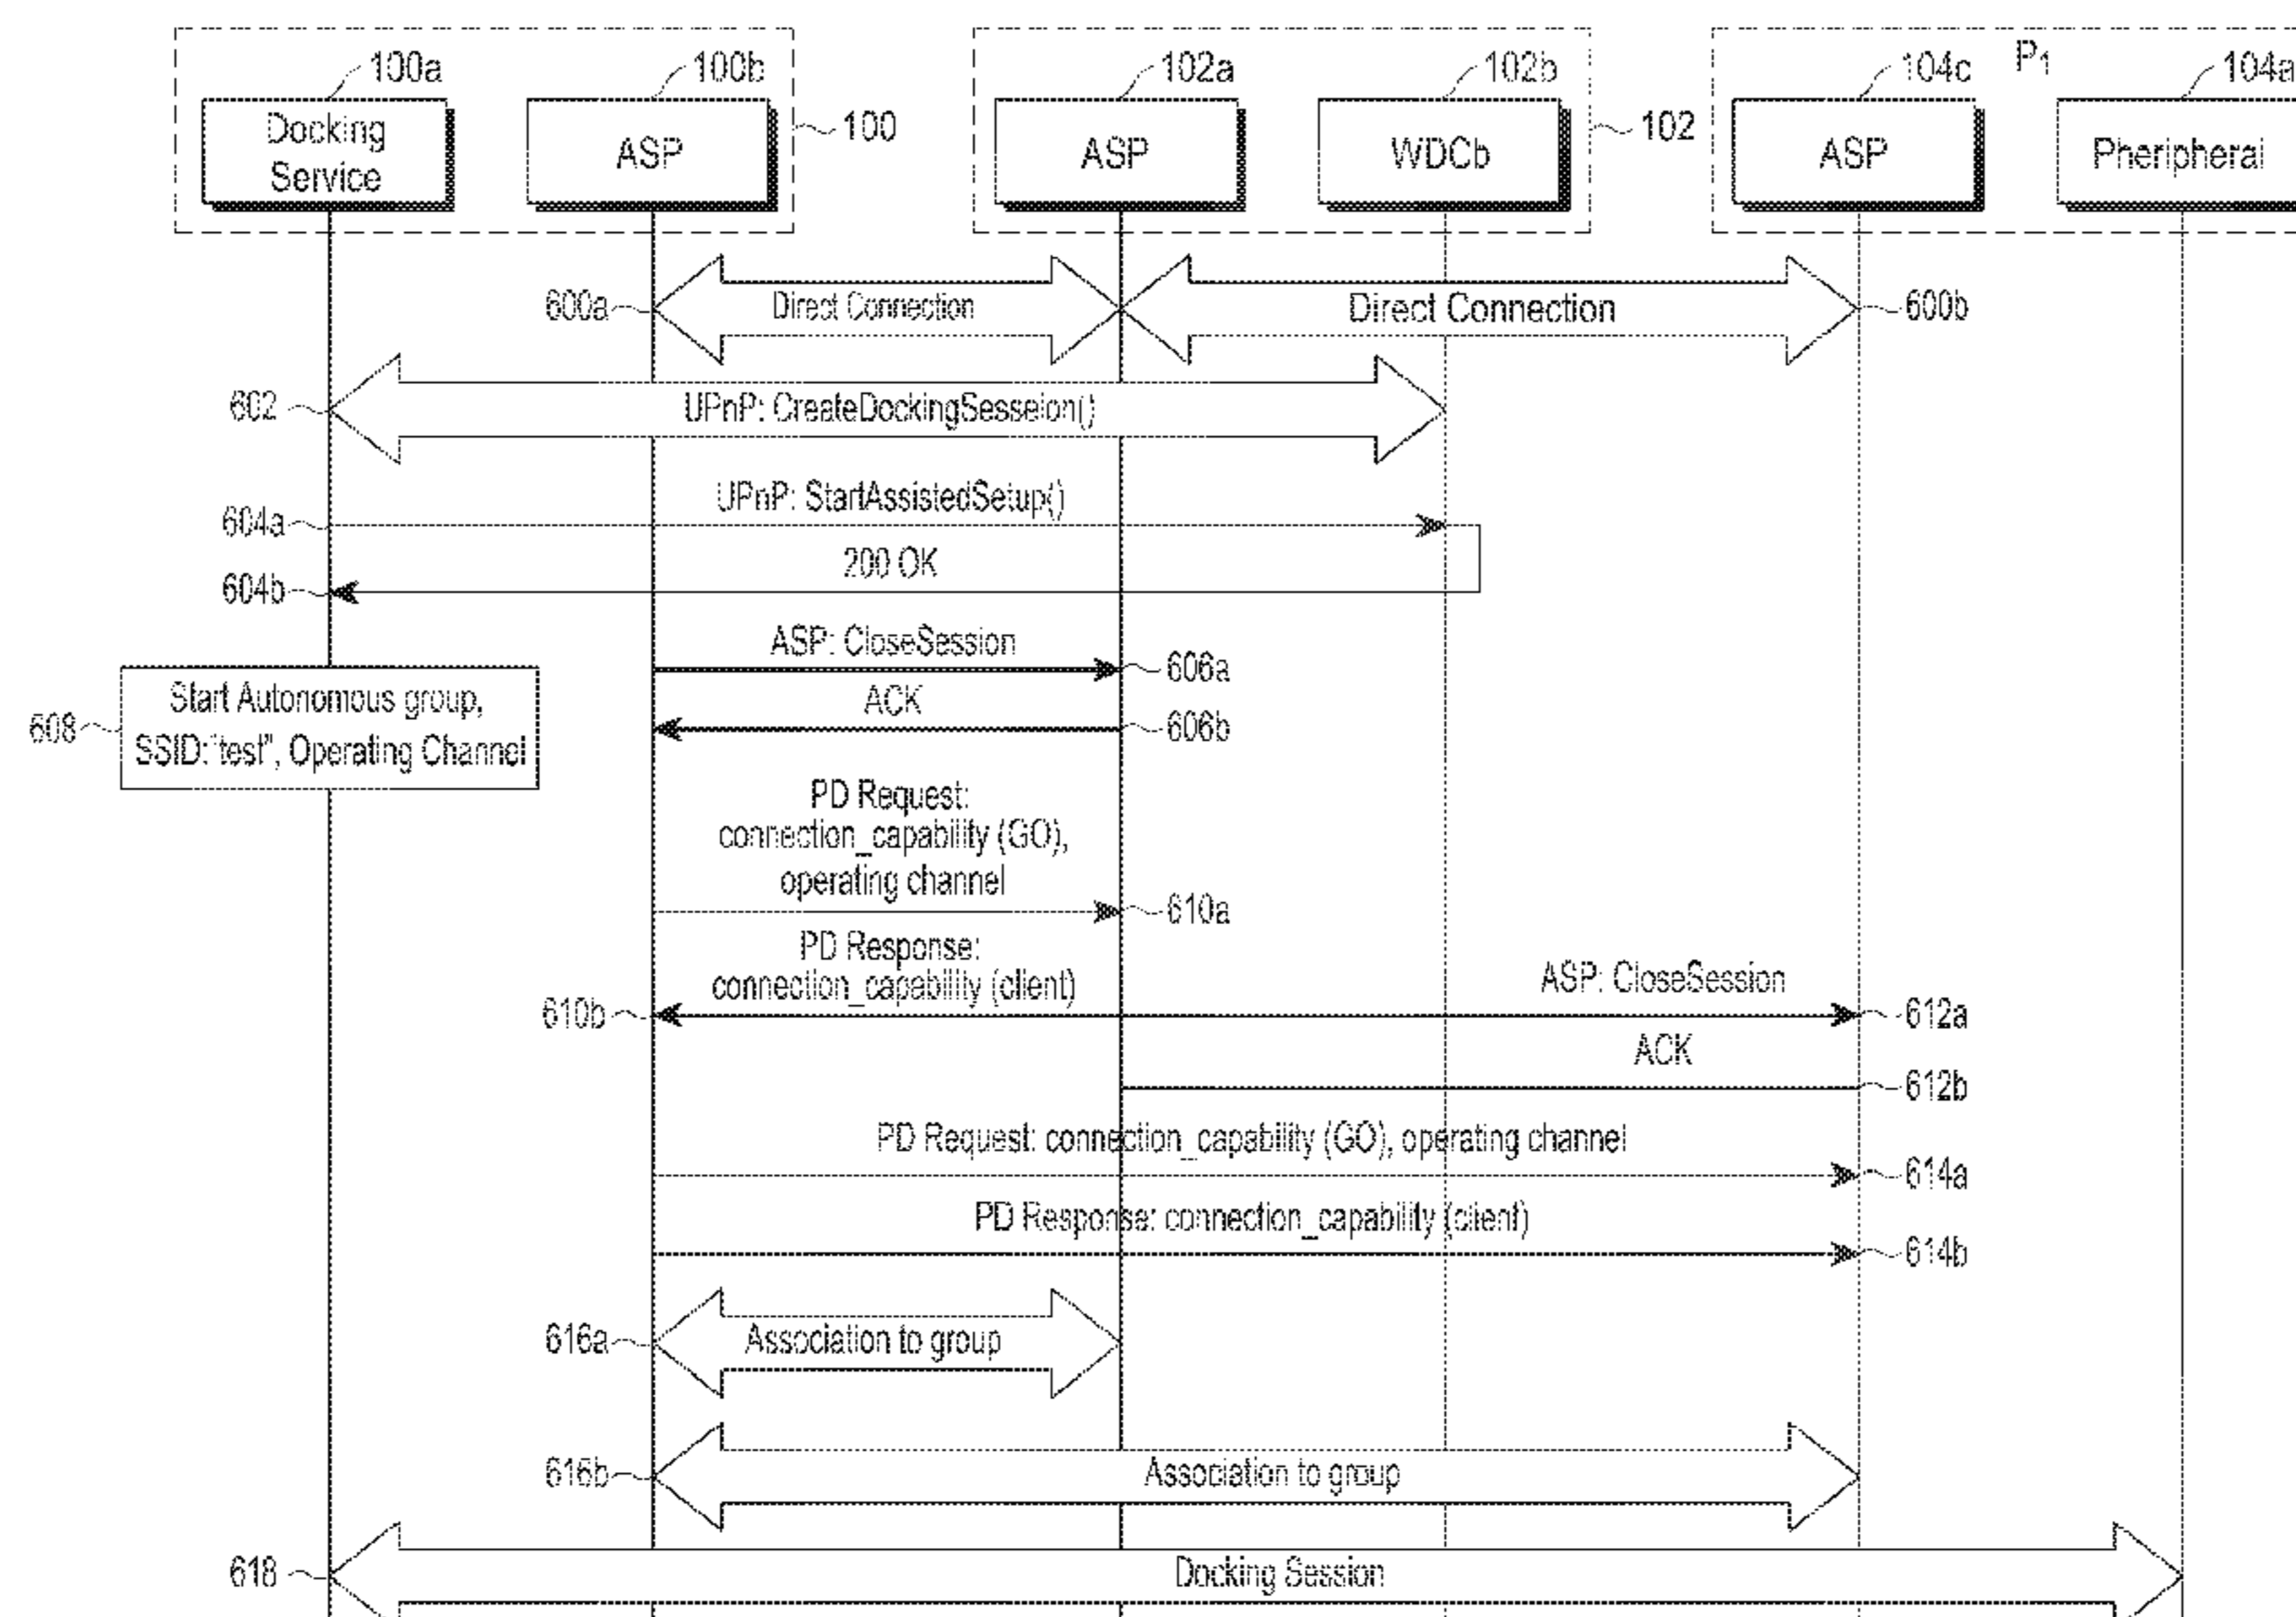 100a
100b
102a
102b
104c
P1
104a
Docking
Service
ASP
100
ASP
WDCb
102
ASP
Pheripheral
600a
Direct Connection
Direct Connection
600b
602
UPnP: CreateDockingSesseion()
UPnP: StartAssistedSetup()
604a
200 OK
604b
ASP: CloseSession
606a
608
Start Autonomous group,
SSID:"test", Operating Channel
ACK
606b
PD Request:
connection_capability (GO),
operating channel
610a
PD Response:
connection_capability (client)
610b
ASP: CloseSession
612a
ACK
612b
PD Request: connection_capability (GO), operating channel
614a
PD Response: connection_capability (client)
614b
616a
Association to group
616b
Association to group
618
Docking Session